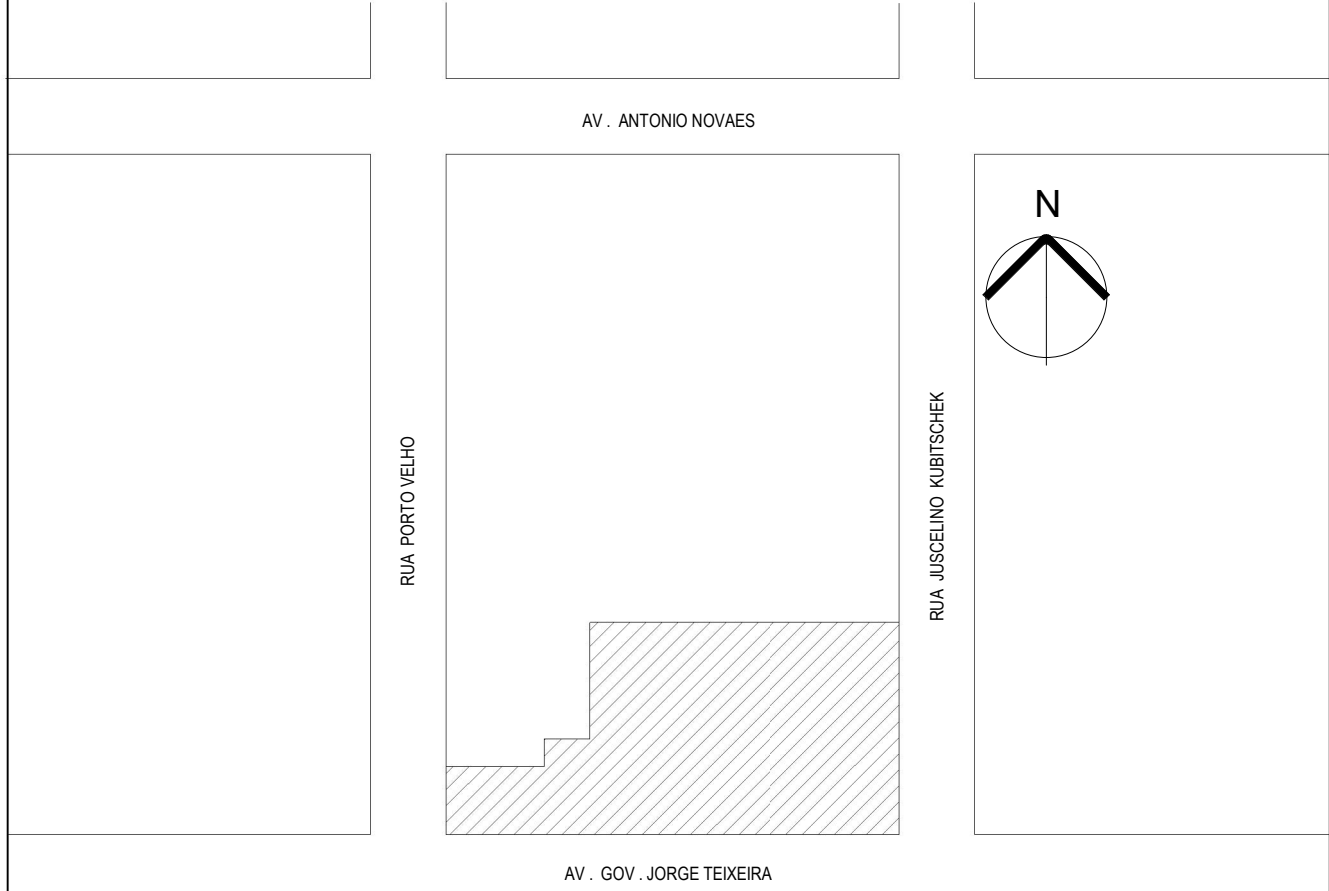 AV . ANTONIO NOVAES
N
RUA PORTO VELHO
RUA JUSCELINO KUBITSCHEK
AV . GOV . JORGE TEIXEIRA